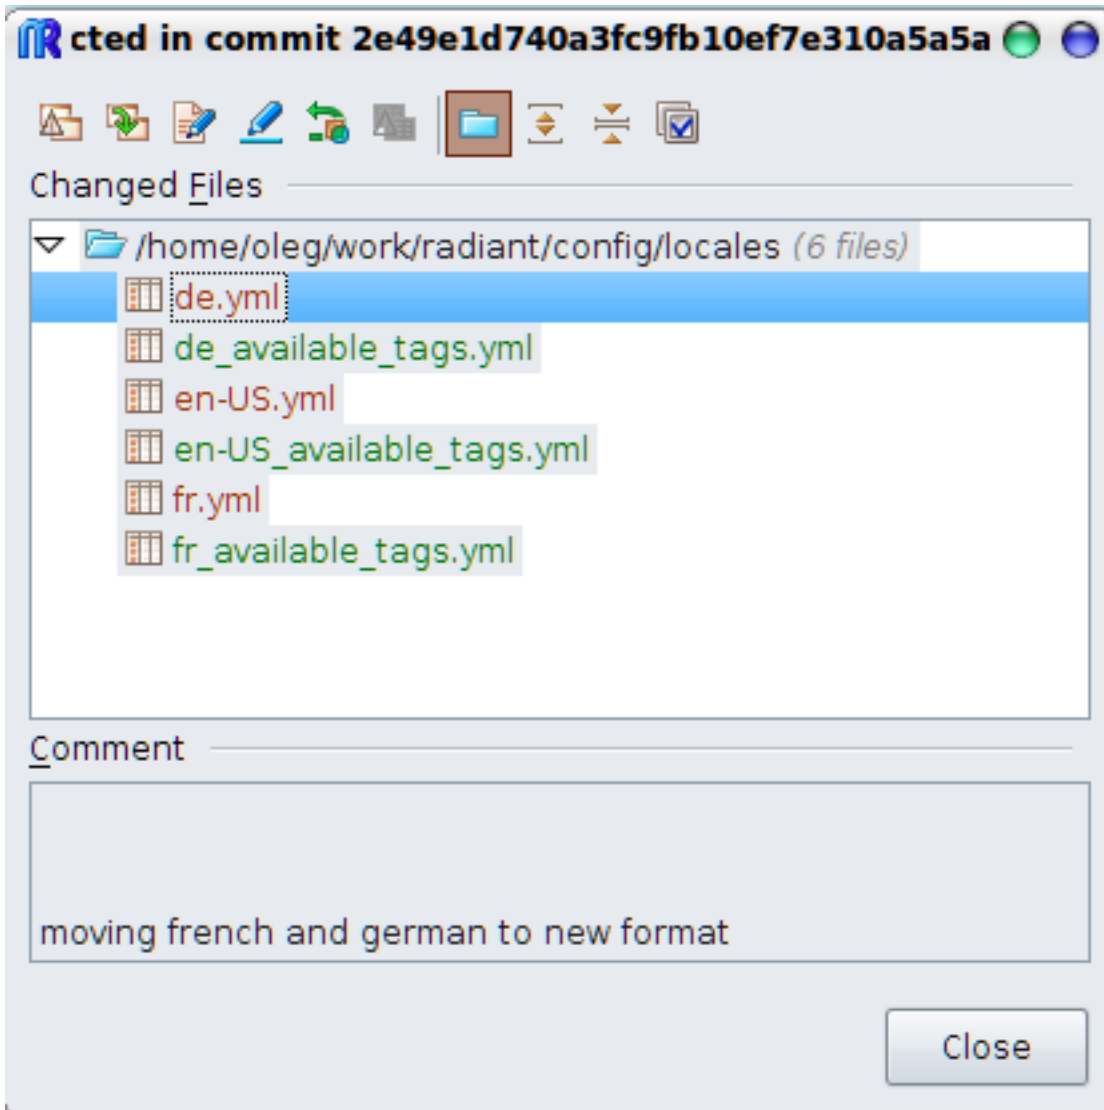 cted in commit 2e49e1d740a3fc9fb10ef7e310a5a5a
Changed Files
/home/oleg/work/radiant/config/locales (6 files)
de.yml
de_available_tags.yml
en-US.yml
en-US_available_tags.yml
fr.yml
fr_available_tags.yml
Comment
moving french and german to new format
Close